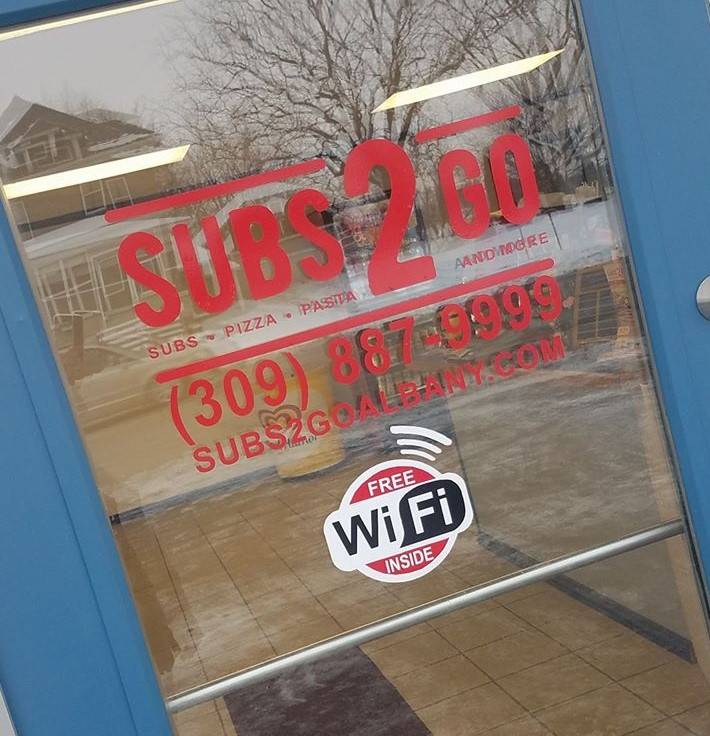 SUBS 2 GO
SUBS • PIZZA • PASTA AND MORE
(309) 887-9999
SUBS2GOALBANY.COM
FREE
WiFi
INSIDE